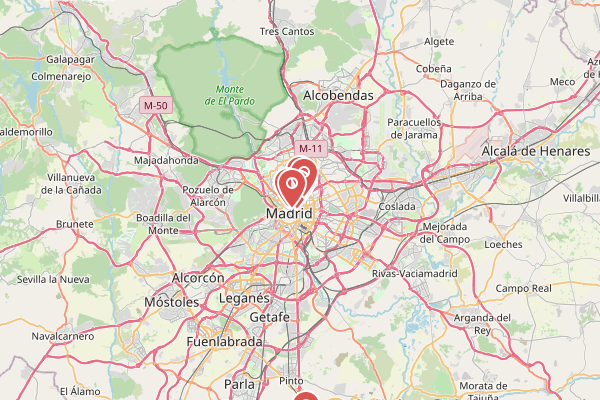 Tres Cantos
Algete
Galapagar
Colmenarejo
Cobeña
Monte
de El Pardo
Daganzo de
Arriba
Meco
Alcobendas
M-50
Paracuellos
de Jarama
aldemorillo
M-11
Alcalá de Henares
Majadahonda
Villanueva
de la Cañada
Pozuelo de
Alarcón
Villalbil
Coslada
Madrid
Brunete
Boadilla del
Monte
Mejorada
del Campo
Loeches
Sevilla la Nueva
Alcorcón
Rivas-Vaciamadrid
Móstoles
Leganés
Campo Real
Getafe
Arganda del
Rey
Navalcarnero
Fuenlabrada
Parla
Pinto
El Álamo
Morata de
Tajuña